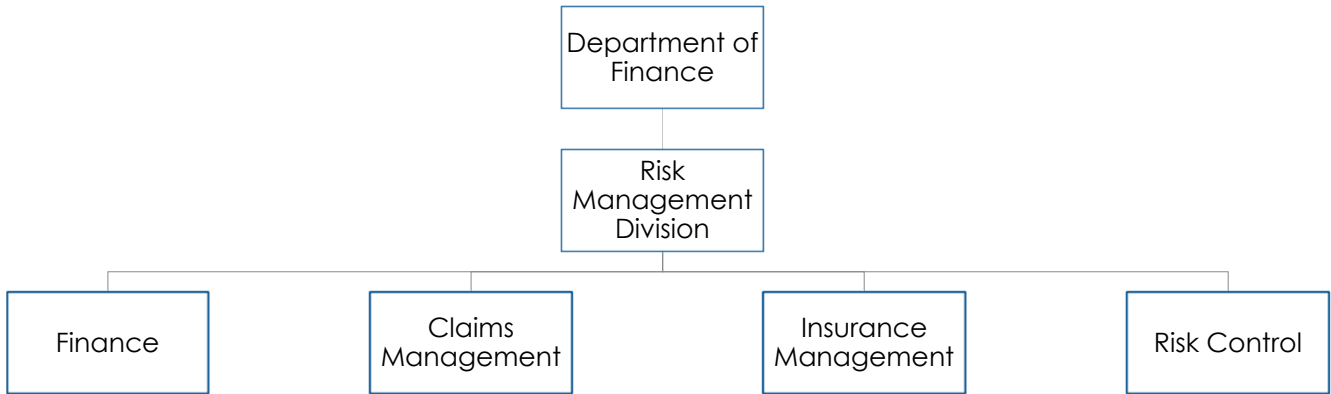 Department of
Finance
Risk
Management
Division
Finance
Claims
Management
Insurance
Management
Risk Control